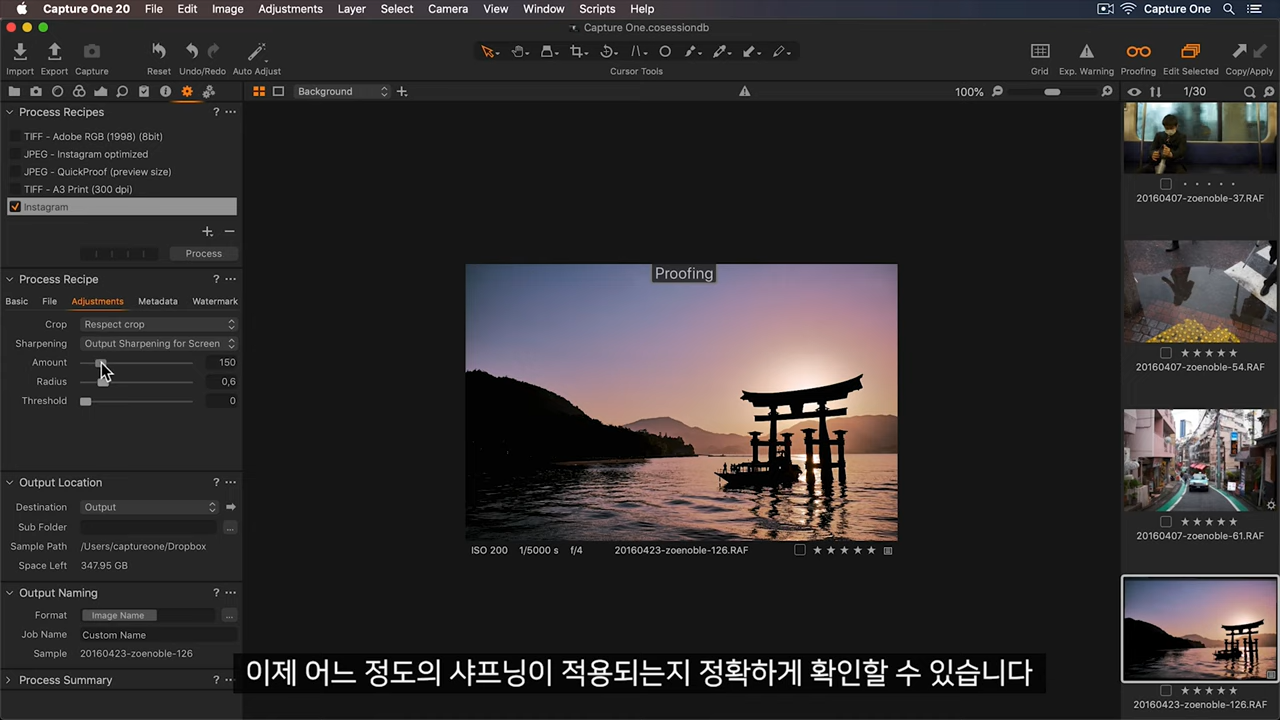 Capture One 20 File Edit Image Adjustments Layer Select Camera View Window Scripts Help Capture One
Capture One.cosessiondb
Import Export Capture Reset Undo/Redo Auto Adjust Cursor Tools Grid Exp. Warning Proofing Edit Selected Copy/Apply
Background 100% 1/30
Process Recipes ? ...
TIFF - Adobe RGB (1998) (8bit)
JPEG - Instagram optimized
JPEG - QuickProof (preview size)
TIFF - A3 Print (300 dpi)
Instagram
+ −
Process
Process Recipe ? ...
Basic File Adjustments Metadata Watermark
Crop Respect crop
Sharpening Output Sharpening for Screen
Amount 150
Radius 0,6
Threshold 0
Output Location ? ...
Destination Output
Sub Folder ...
Sample Path /Users/captureone/Dropbox
Space Left 347.95 GB
Output Naming ? ...
Format Image Name ...
Job Name Custom Name
Sample 20160423-zoenoble-126
Process Summary ? ...
Proofing
ISO 200 1/5000 s f/4 20160423-zoenoble-126.RAF
20160407-zoenoble-37.RAF
20160407-zoenoble-54.RAF
20160407-zoenoble-61.RAF
20160423-zoenoble-126.RAF
이제 어느 정도의 샤프닝이 적용되는지 정확하게 확인할 수 있습니다